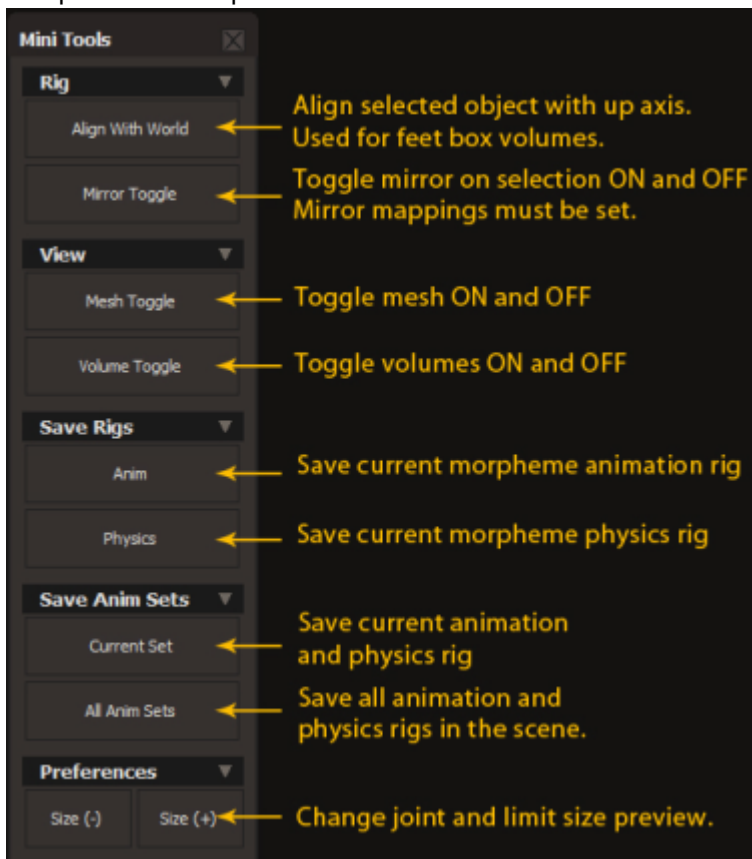 Mini Tools
Rig
Align With World
Align selected object with up axis.
Used for feet box volumes.
Mirror Toggle
Toggle mirror on selection ON and OFF
Mirror mappings must be set.
View
Mesh Toggle
Toggle mesh ON and OFF
Volume Toggle
Toggle volumes ON and OFF
Save Rigs
Anim
Save current morpheme animation rig
Physics
Save current morpheme physics rig
Save Anim Sets
Current Set
Save current animation
and physics rig
All Anim Sets
Save all animation and
physics rigs in the scene.
Preferences
Size (-)
Size (+)
Change joint and limit size preview.